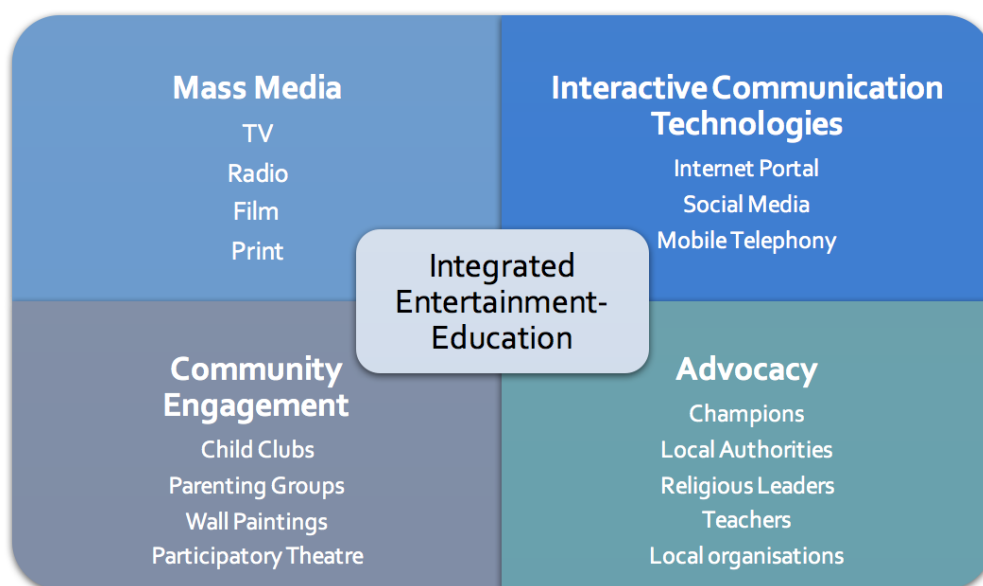 Mass Media
TV
Radio
Film
Print
Interactive Communication
Technologies
Internet Portal
Social Media
Mobile Telephony
Integrated
Entertainment-
Education
Community
Engagement
Child Clubs
Parenting Groups
Wall Paintings
Participatory Theatre
Advocacy
Champions
Local Authorities
Religious Leaders
Teachers
Local organisations